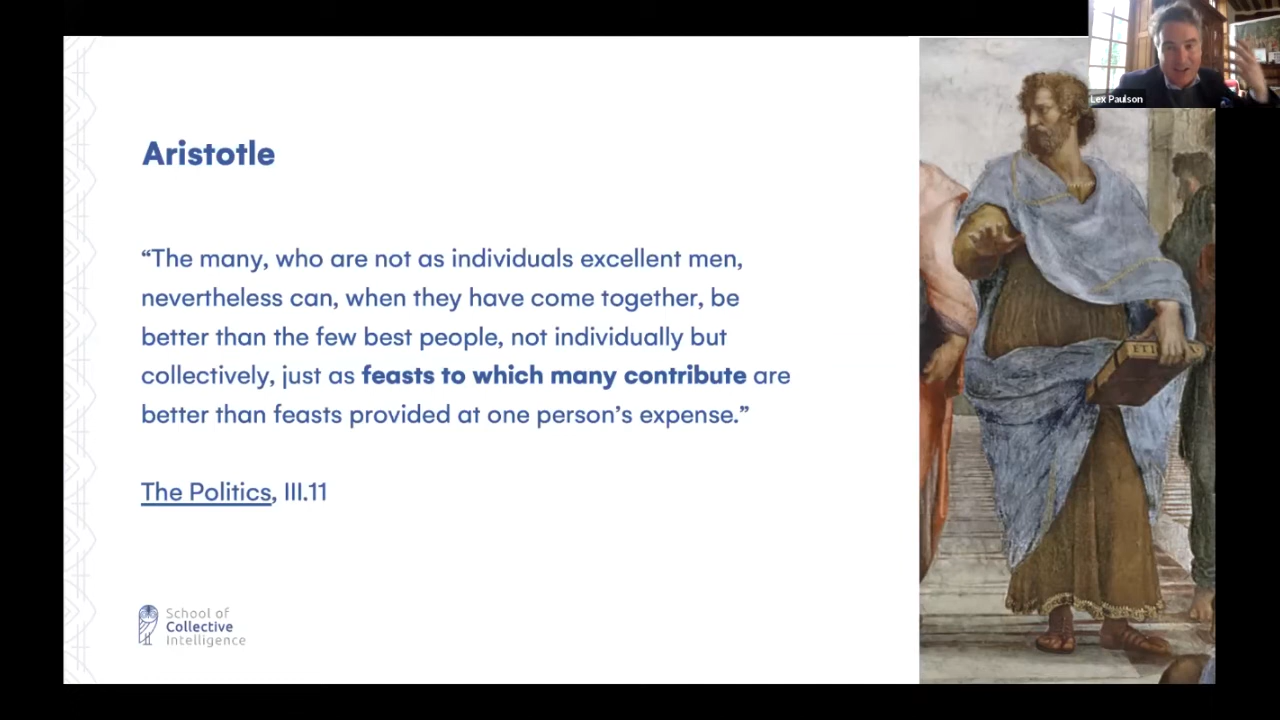 Lex Paulson
Aristotle
“The many, who are not as individuals excellent men,
nevertheless can, when they have come together, be
better than the few best people, not individually but
collectively, just as feasts to which many contribute are
better than feasts provided at one person’s expense.”
The Politics, III.11
School of
Collective
Intelligence
ETI